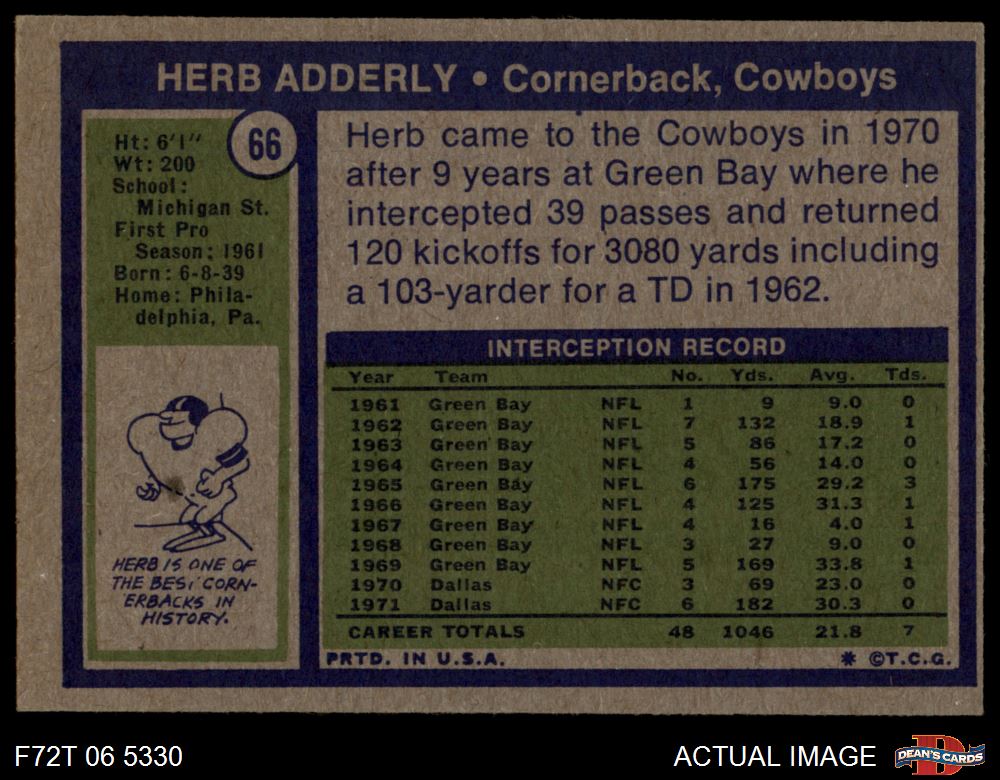 HERB ADDERLY • Cornerback, Cowboys
66
Ht: 6'1"
Wt: 200
School:
Michigan St.
First Pro
Season: 1961
Born: 6-8-39
Home: Phila-
delphia, Pa.
HERB IS ONE OF
THE BEST CORN-
ERBACKS IN
HISTORY.
Herb came to the Cowboys in 1970
after 9 years at Green Bay where he
intercepted 39 passes and returned
120 kickoffs for 3080 yards including
a 103-yarder for a TD in 1962.
INTERCEPTION RECORD
Year Team No. Yds. Avg. Tds.
1961 Green Bay NFL 1 9 9.0 0
1962 Green Bay NFL 7 132 18.9 1
1963 Green Bay NFL 5 86 17.2 0
1964 Green Bay NFL 4 56 14.0 0
1965 Green Bay NFL 6 175 29.2 3
1966 Green Bay NFL 4 125 31.3 1
1967 Green Bay NFL 4 16 4.0 1
1968 Green Bay NFL 3 27 9.0 0
1969 Green Bay NFL 5 169 33.8 1
1970 Dallas NFC 3 69 23.0 0
1971 Dallas NFC 6 182 30.3 0
CAREER TOTALS 48 1046 21.8 7
PRTD. IN U.S.A. * ©T.C.G.
F72T 06 5330 ACTUAL IMAGE DEAN'S CARDS